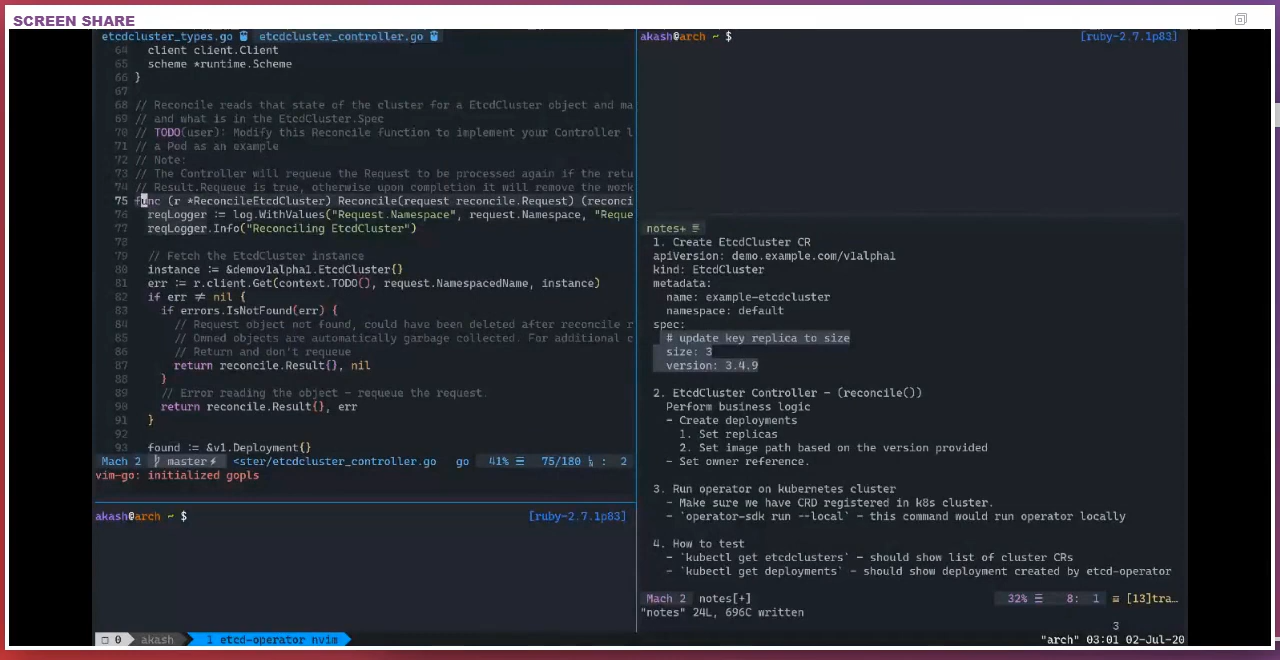 SCREEN SHARE
etcdcluster_types.go etcdcluster_controller.go
64 client client.Client
65 scheme *runtime.Scheme
66 }
67
68 // Reconcile reads that state of the cluster for a EtcdCluster object and ma
69 // and what is in the EtcdCluster.Spec
70 // TODO(user): Modify this Reconcile function to implement your Controller l
71 // a Pod as an example
72 // Note:
73 // The Controller will requeue the Request to be processed again if the retu
74 // Result.Requeue is true, otherwise upon completion it will remove the work
75 func (r *ReconcileEtcdCluster) Reconcile(request reconcile.Request) (reconci
76 reqLogger := log.WithValues("Request.Namespace", request.Namespace, "Reque
77 reqLogger.Info("Reconciling EtcdCluster")
78
79 // Fetch the EtcdCluster instance
80 instance := &demov1alpha1.EtcdCluster{}
81 err := r.client.Get(context.TODO(), request.NamespacedName, instance)
82 if err ≠ nil {
83 if errors.IsNotFound(err) {
84 // Request object not found, could have been deleted after reconcile r
85 // Owned objects are automatically garbage collected. For additional c
86 // Return and don't requeue
87 return reconcile.Result{}, nil
88 }
89 // Error reading the object - requeue the request.
90 return reconcile.Result{}, err
91 }
92
93 found := &v1.Deployment{}
Mach 2 master⚡ <ster/etcdcluster_controller.go go 41% ☰ 75/180 : 2
vim-go: initialized gopls
akash@arch ~ $ [ruby-2.7.1p83]
akash@arch ~ $ [ruby-2.7.1p83]
notes+ ≡
1. Create EtcdCluster CR
apiVersion: demo.example.com/v1alpha1
kind: EtcdCluster
metadata:
name: example-etcdcluster
namespace: default
spec:
# update key replica to size
size: 3
version: 3.4.9
2. EtcdCluster Controller - (reconcile())
Perform business logic
- Create deployments
1. Set replicas
2. Set image path based on the version provided
- Set owner reference.
3. Run operator on kubernetes cluster
- Make sure we have CRD registered in k8s cluster.
- `operator-sdk run --local` - this command would run operator locally
4. How to test
- `kubectl get etcdclusters` - should show list of cluster CRs
- `kubectl get deployments` - should show deployment created by etcd-operator
Mach 2 notes[+] 32% ☰ 8: 1 ≡ [13]tra…
"notes" 24L, 696C written
3
□ 0 akash 1 etcd-operator nvim "arch" 03:01 02-Jul-20